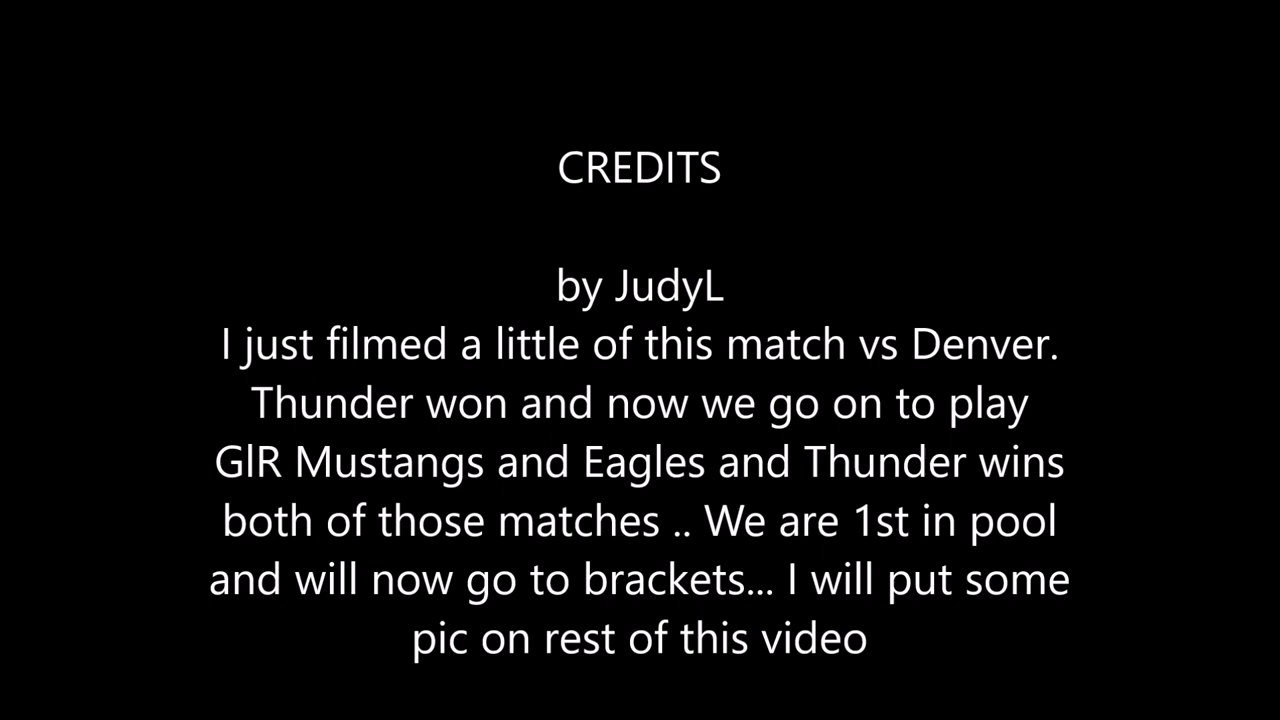 CREDITS
by JudyL
I just filmed a little of this match vs Denver.
Thunder won and now we go on to play
GlR Mustangs and Eagles and Thunder wins
both of those matches .. We are 1st in pool
and will now go to brackets... I will put some
pic on rest of this video